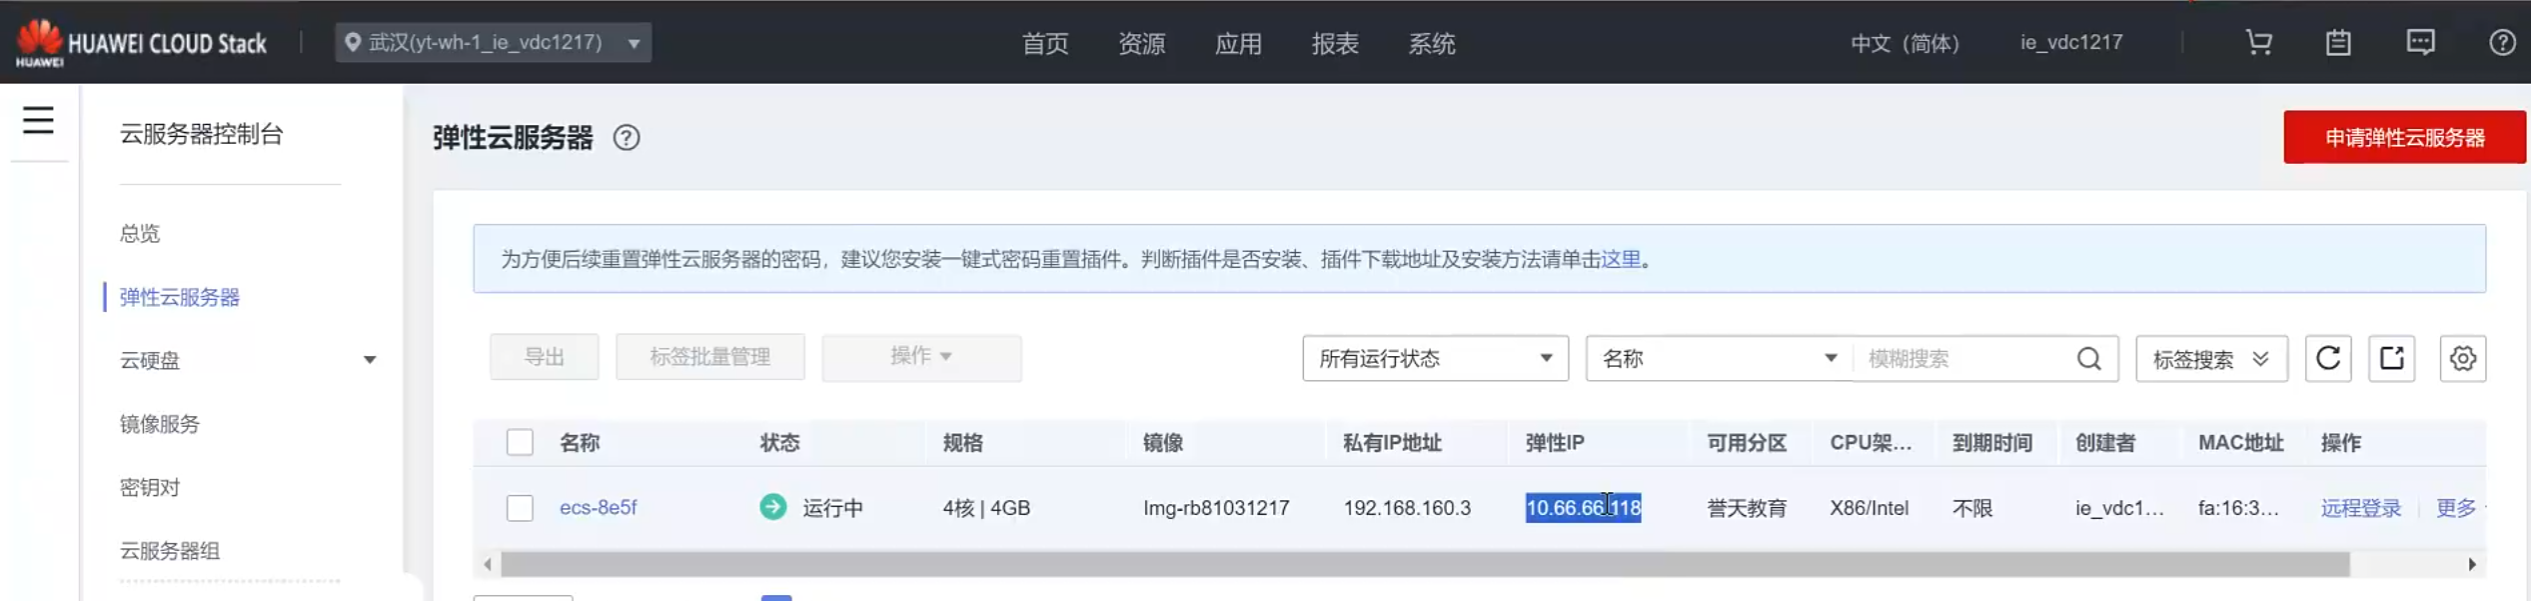 HUAWEI HUAWEI CLOUD Stack 武汉(yt-wh-1_ie_vdc1217) 首页 资源 应用 报表 系统 中文（简体） ie_vdc1217
云服务器控制台
总览
弹性云服务器
云硬盘
镜像服务
密钥对
云服务器组
弹性云服务器
申请弹性云服务器
为方便后续重置弹性云服务器的密码，建议您安装一键式密码重置插件。判断插件是否安装、插件下载地址及安装方法请单击这里。
导出 标签批量管理 操作 所有运行状态 名称 模糊搜索 标签搜索
名称 状态 规格 镜像 私有IP地址 弹性IP 可用分区 CPU架... 到期时间 创建者 MAC地址 操作
ecs-8e5f 运行中 4核 | 4GB Img-rb81031217 192.168.160.3 10.66.66.118 誉天教育 X86/Intel 不限 ie_vdc1... fa:16:3... 远程登录 更多